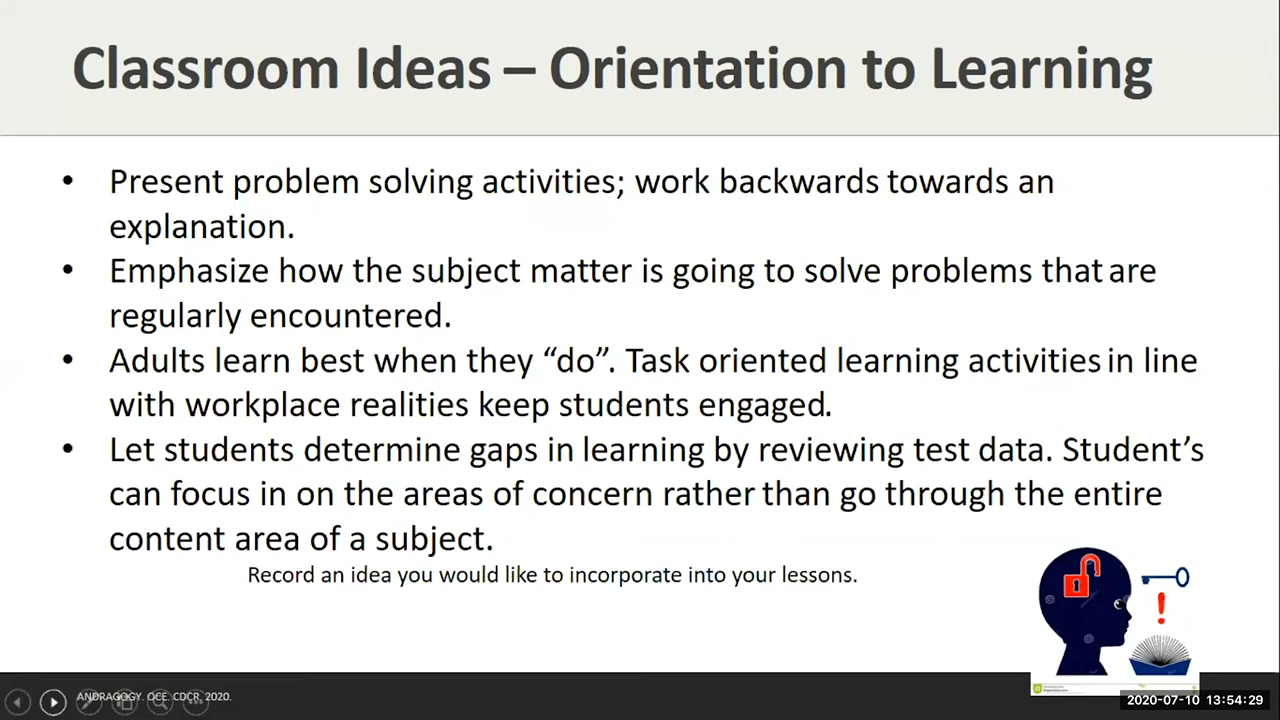 Classroom Ideas – Orientation to Learning
• Present problem solving activities; work backwards towards an
explanation.
• Emphasize how the subject matter is going to solve problems that are
regularly encountered.
• Adults learn best when they “do”. Task oriented learning activities in line
with workplace realities keep students engaged.
• Let students determine gaps in learning by reviewing test data. Student’s
can focus in on the areas of concern rather than go through the entire
content area of a subject.
Record an idea you would like to incorporate into your lessons.
ANDRAGOGY. OCE. CDCR. 2020.
2020-07-10 13:54:29